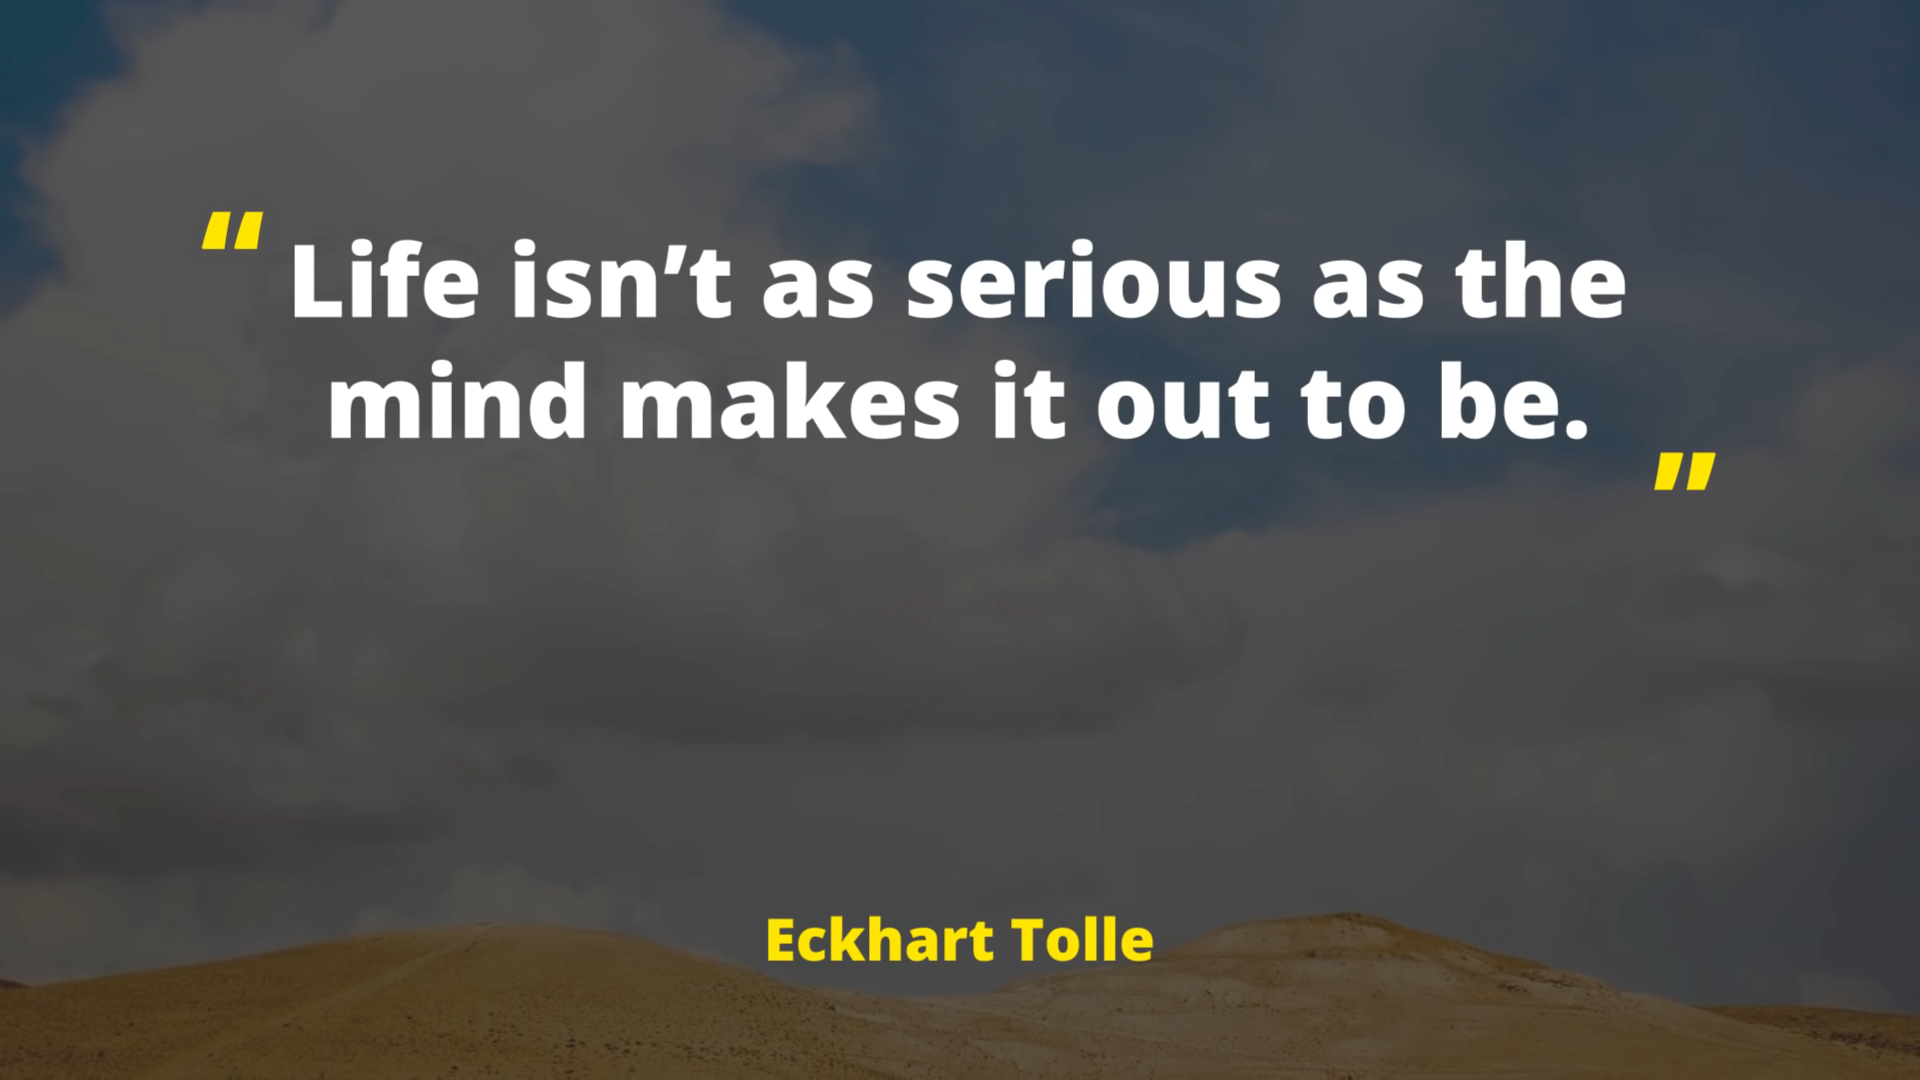 “ Life isn’t as serious as the
mind makes it out to be. ”
Eckhart Tolle